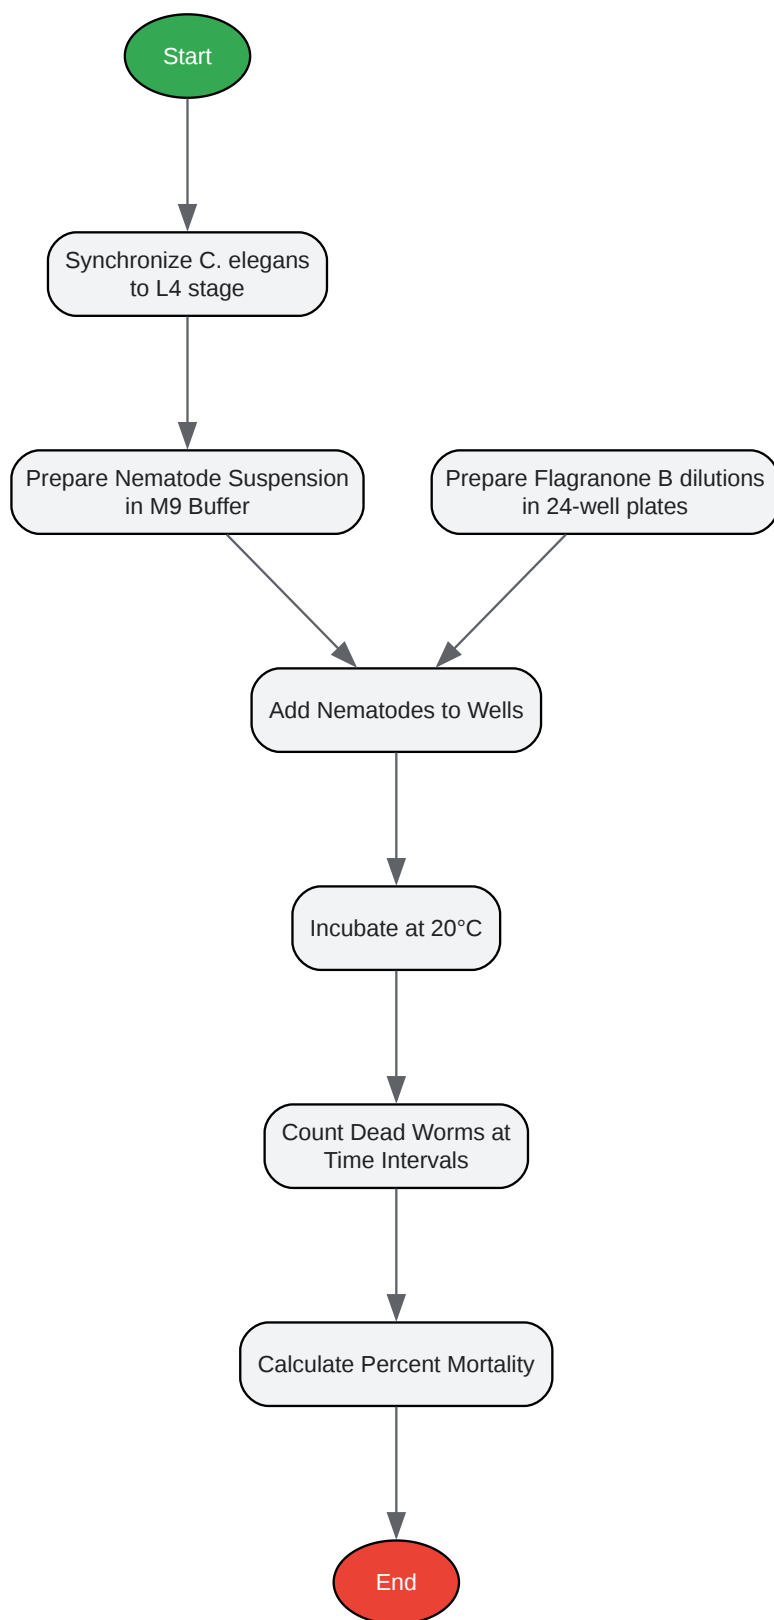 Start
Synchronize C. elegans
to L4 stage
Prepare Nematode Suspension
in M9 Buffer
Prepare Flagranone B dilutions
in 24-well plates
Add Nematodes to Wells
Incubate at 20°C
Count Dead Worms at
Time Intervals
Calculate Percent Mortality
End